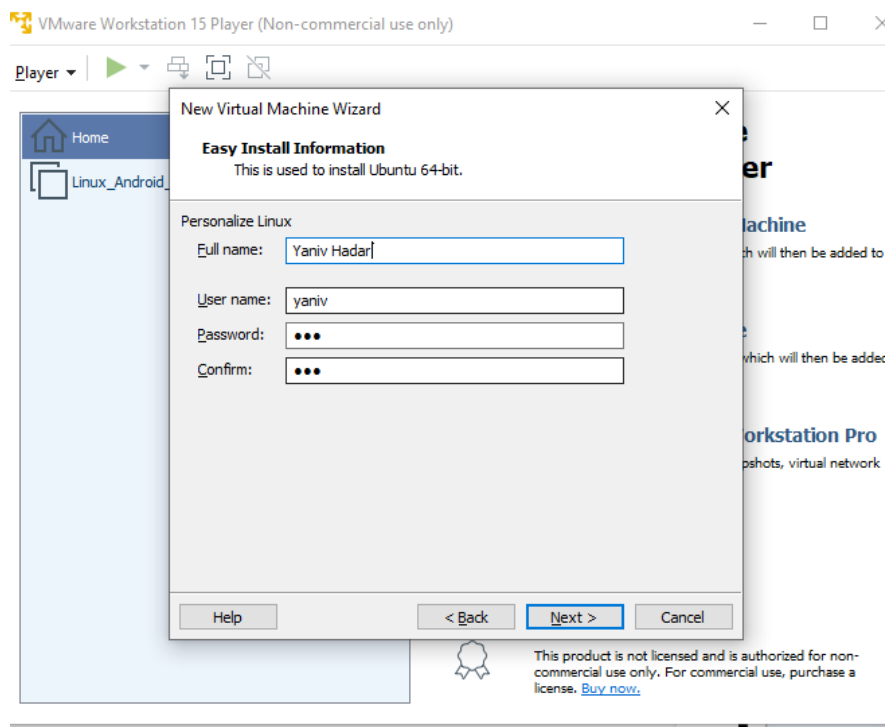 VMware Workstation 15 Player (Non-commercial use only)
Player
Home
Linux_Android_
New Virtual Machine Wizard
Easy Install Information
This is used to install Ubuntu 64-bit.
Personalize Linux
Full name: Yaniv Hadar
User name: yaniv
Password: ●●●
Confirm: ●●●
Help < Back Next > Cancel
er
which will then be added to
which will then be added
orkstation Pro
pshots, virtual network
This product is not licensed and is authorized for non-
commercial use only. For commercial use, purchase a
license. Buy now.